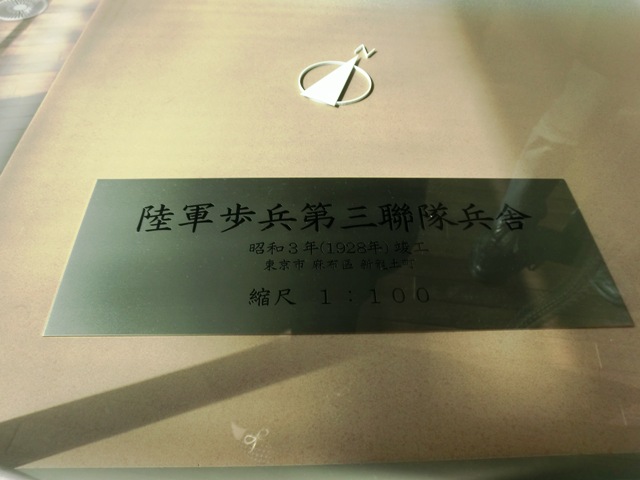 N
陸軍歩兵第三聯隊兵舎
昭和3年(1928年)竣工
東京市 麻布區 新龍土町
縮尺 1:100